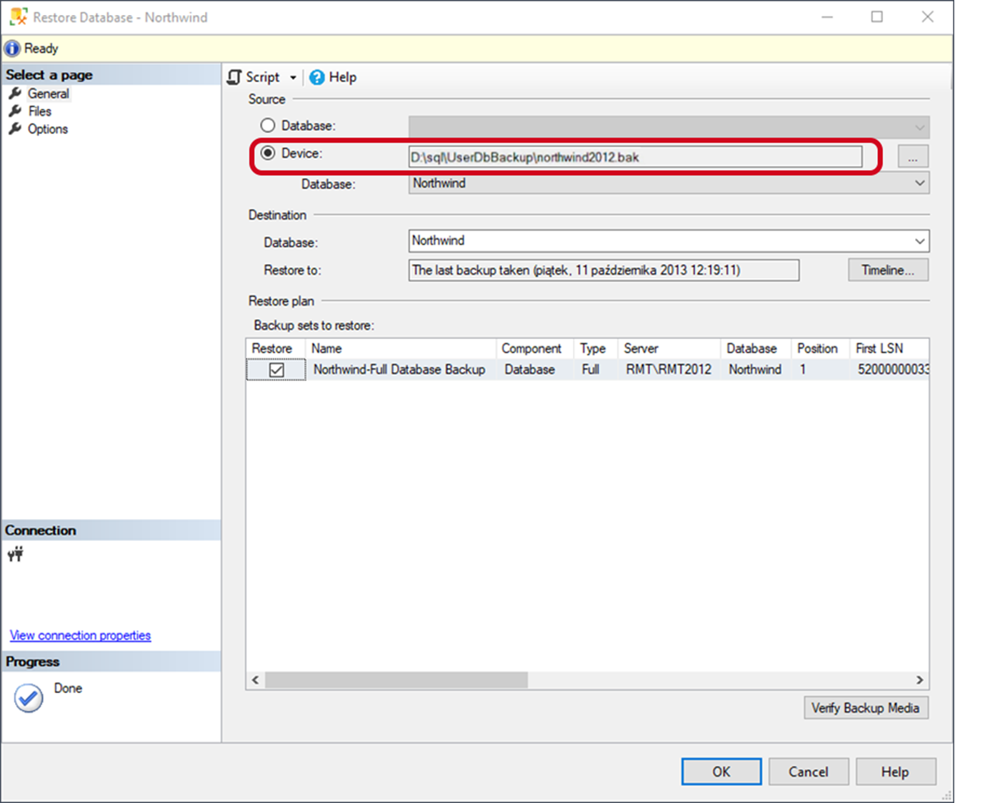 Restore Database - Northwind
Ready
Select a page
General
Files
Options
Script
Help
Source
Database:
Device:
D:\sql\UserDbBackup\northwind2012.bak
...
Database:
Northwind
Destination
Database:
Northwind
Restore to:
The last backup taken (piątek, 11 października 2013 12:19:11)
Timeline...
Restore plan
Backup sets to restore:
Restore Name Component Type Server Database Position First LSN
Northwind-Full Database Backup Database Full RMT\RMT2012 Northwind 1 52000000033
Connection
View connection properties
Progress
Done
Verify Backup Media
OK Cancel Help